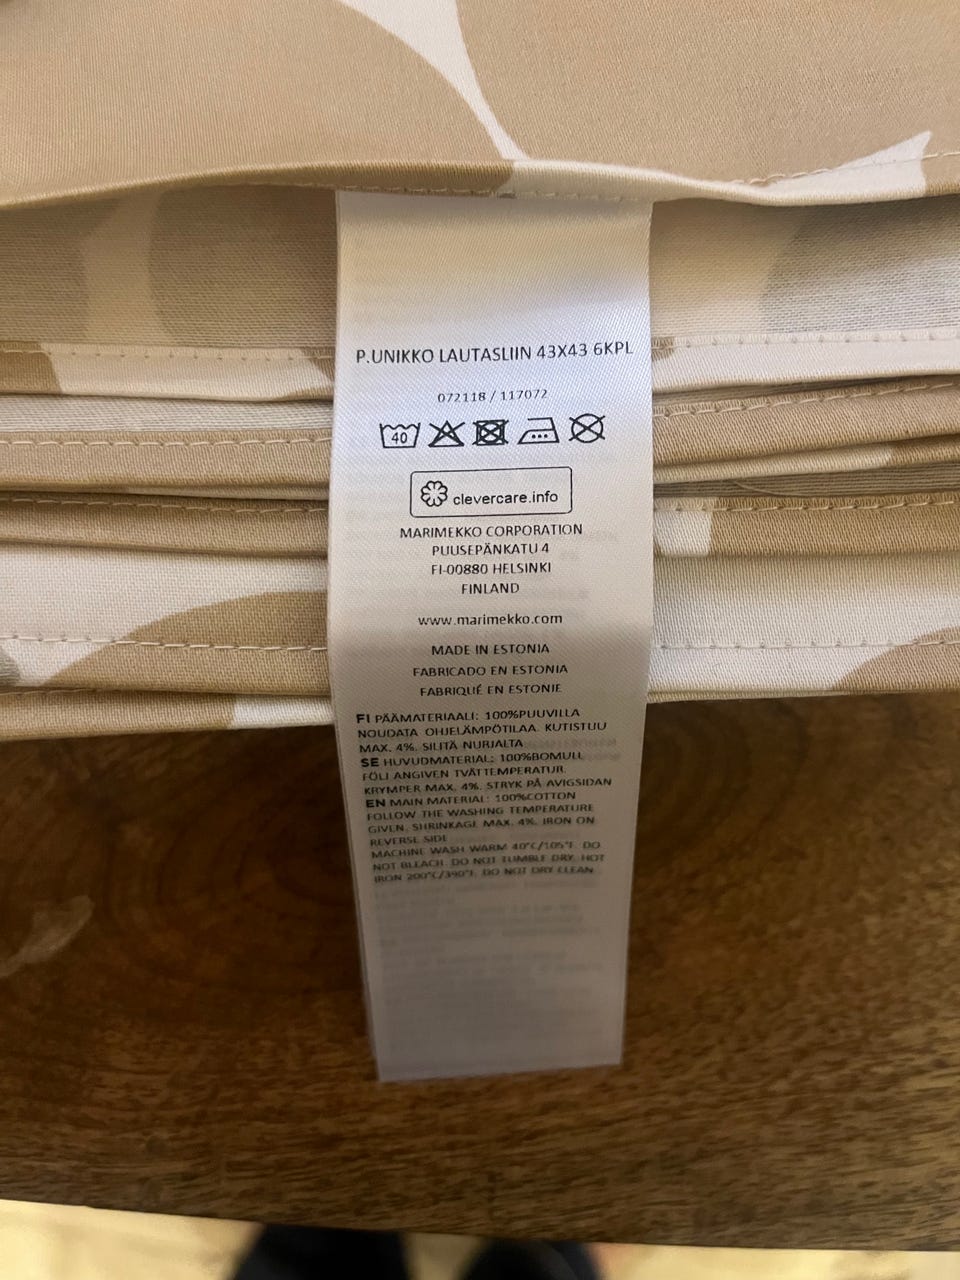 P.UNIKKO LAUTASLIIN 43X43 6KPL
072118 / 117072
40
clevercare.info
MARIMEKKO CORPORATION
PUUSEPÄNKATU 4
FI-00880 HELSINKI
FINLAND
www.marimekko.com
MADE IN ESTONIA
FABRICADO EN ESTONIA
FABRIQUÉ EN ESTONIE
FI PÄÄMATERIAALI: 100%PUUVILLA
NOUDATA OHJELÄMPÖTILAA. KUTISTUU
MAX. 4%. SILITÄ NURJALTA
SE HUVUDMATERIAL: 100%BOMULL
FÖLJ ANGIVEN TVÄTTEMPERATUR.
KRYMPER MAX. 4%. STRYK PÅ AVIGSIDAN
EN MAIN MATERIAL: 100%COTTON
FOLLOW THE WASHING TEMPERATURE
GIVEN. SHRINKAGE MAX. 4%. IRON ON
REVERSE SIDE
MACHINE WASH WARM 40°C/105°F. DO
NOT BLEACH. DO NOT TUMBLE DRY. HOT
IRON 200°C/390°F. DO NOT DRY CLEAN